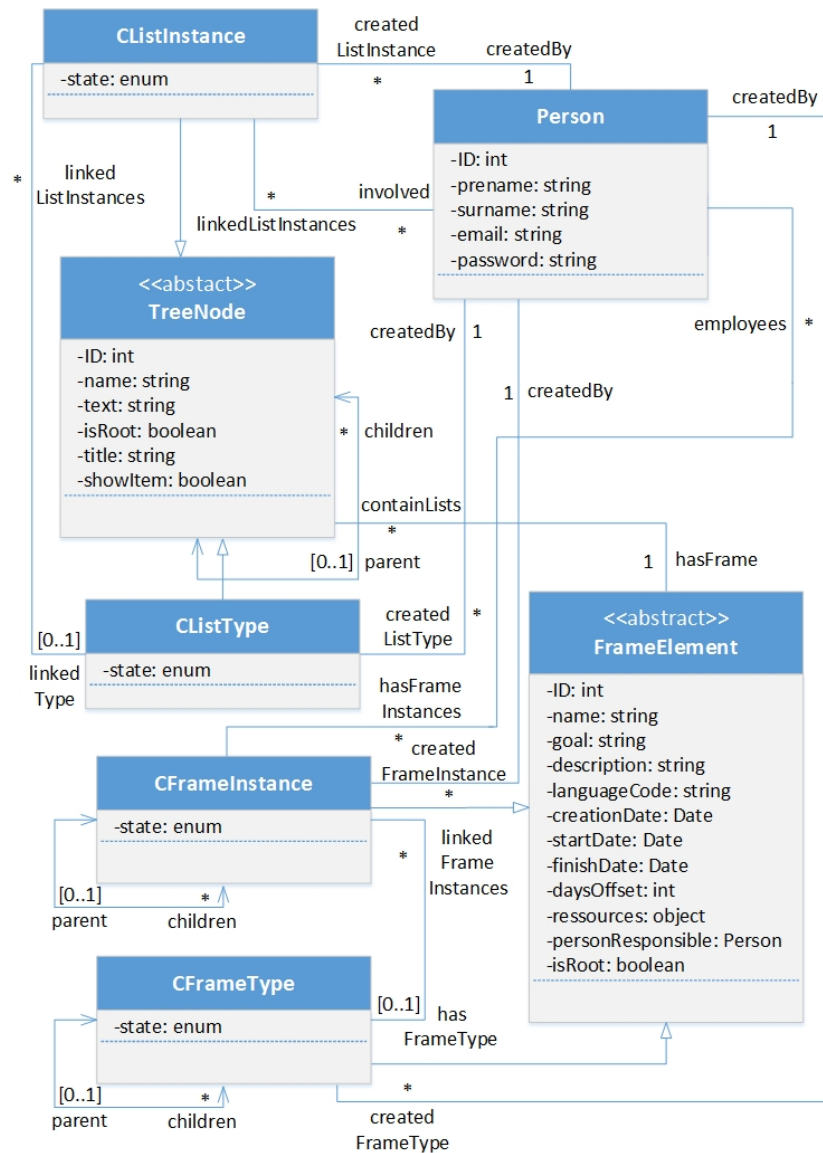 CListInstance
-state: enum
created
ListInstance
*
createdBy
1
createdBy
1
Person
-ID: int
-prename: string
-surname: string
-email: string
-password: string
*
linked
ListInstances
*
linkedListInstances
involved
*
<<abstact>>
TreeNode
-ID: int
-name: string
-text: string
-isRoot: boolean
-title: string
-showItem: boolean
createdBy
1
employees
*
1
createdBy
*
children
containLists
*
[0..1]
parent
1
hasFrame
CListType
-state: enum
[0..1]
linked
Type
created
ListType
*
<<abstract>>
FrameElement
-ID: int
-name: string
-goal: string
-description: string
-languageCode: string
-creationDate: Date
-startDate: Date
-finishDate: Date
-daysOffset: int
-ressources: object
-personResponsible: Person
-isRoot: boolean
hasFrame
Instances
*
created
FrameInstance
*
CFrameInstance
-state: enum
[0..1]
parent
*
children
*
linked
Frame
Instances
CFrameType
-state: enum
[0..1]
has
FrameType
[0..1]
parent
*
children
*
created
FrameType